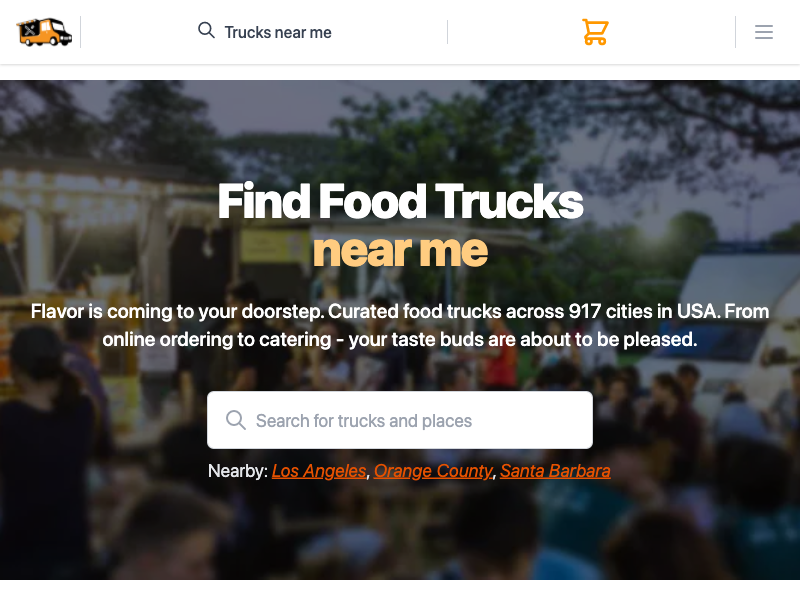 Trucks near me
Find Food Trucks
near me
Flavor is coming to your doorstep. Curated food trucks across 917 cities in USA. From
online ordering to catering - your taste buds are about to be pleased.
Search for trucks and places
Nearby: Los Angeles, Orange County, Santa Barbara